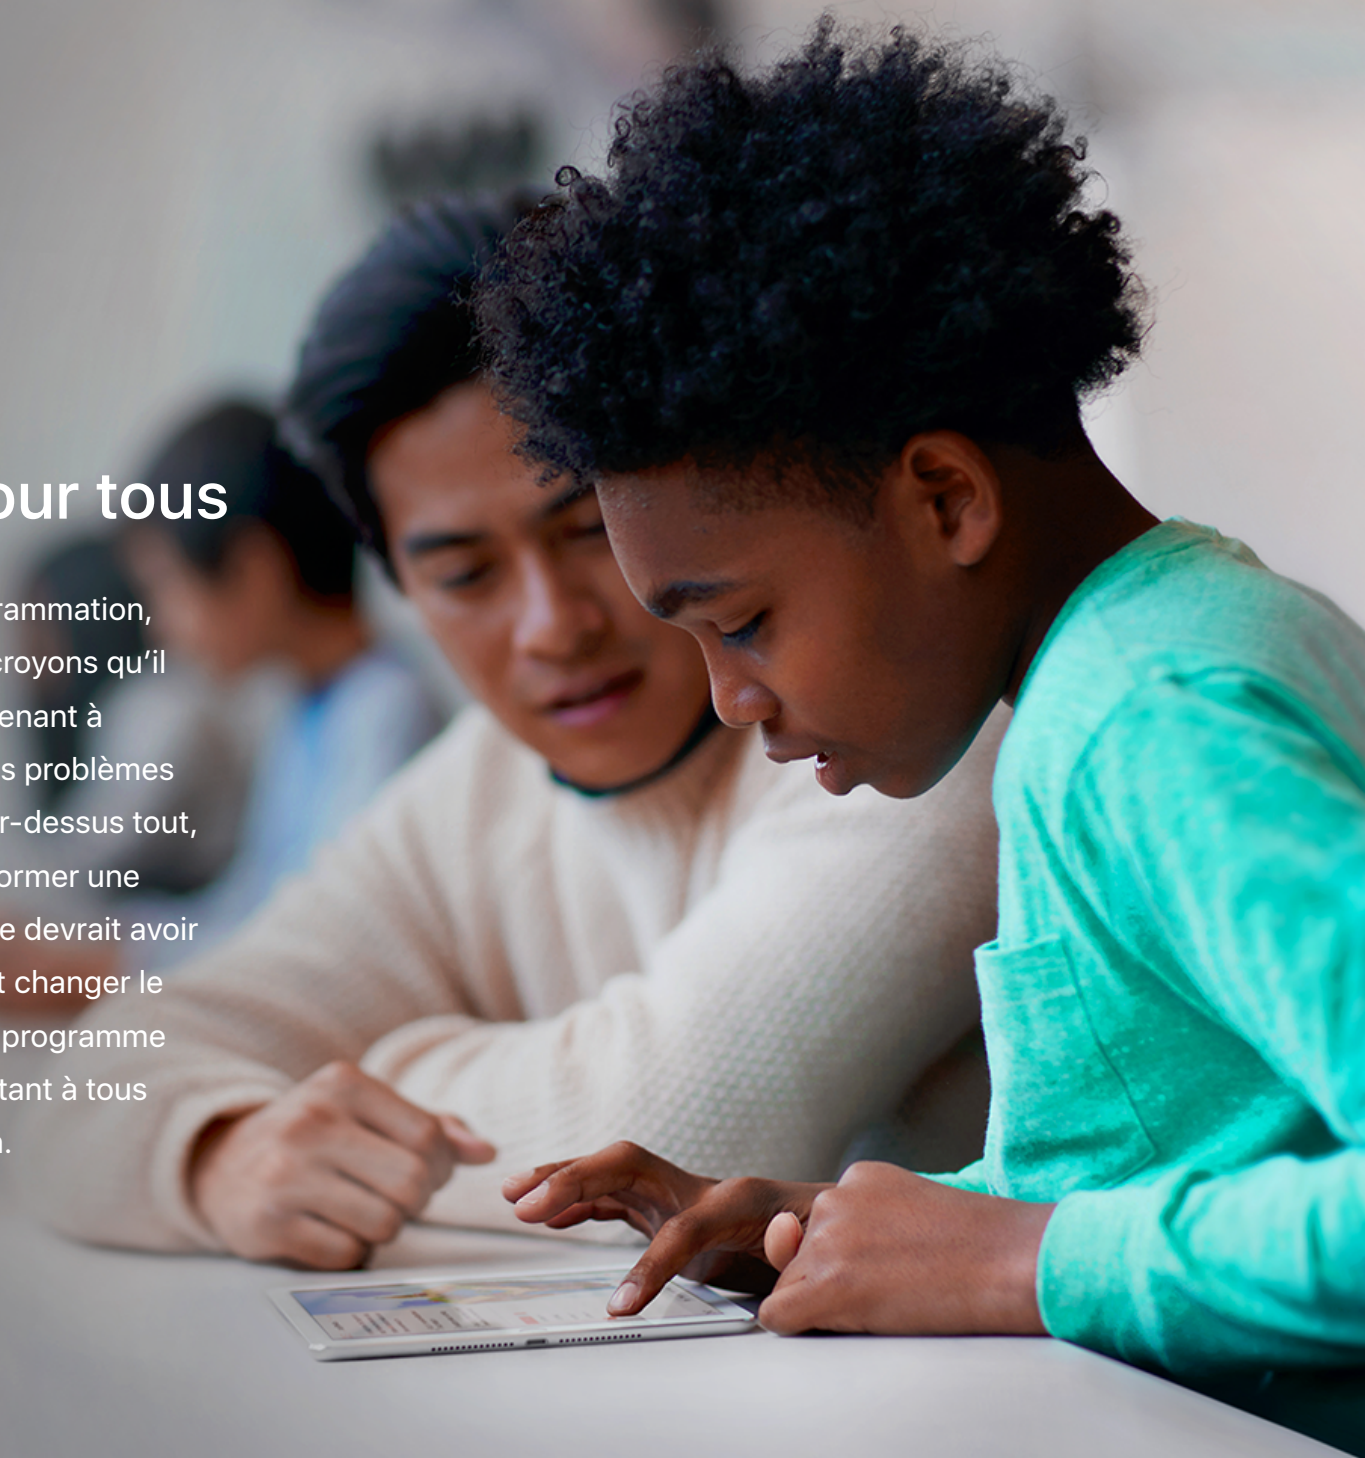 our tous
rammation,
croyons qu’il
enant à
s problèmes
r-dessus tout,
ormer une
e devrait avoir
t changer le
programme
tant à tous
.